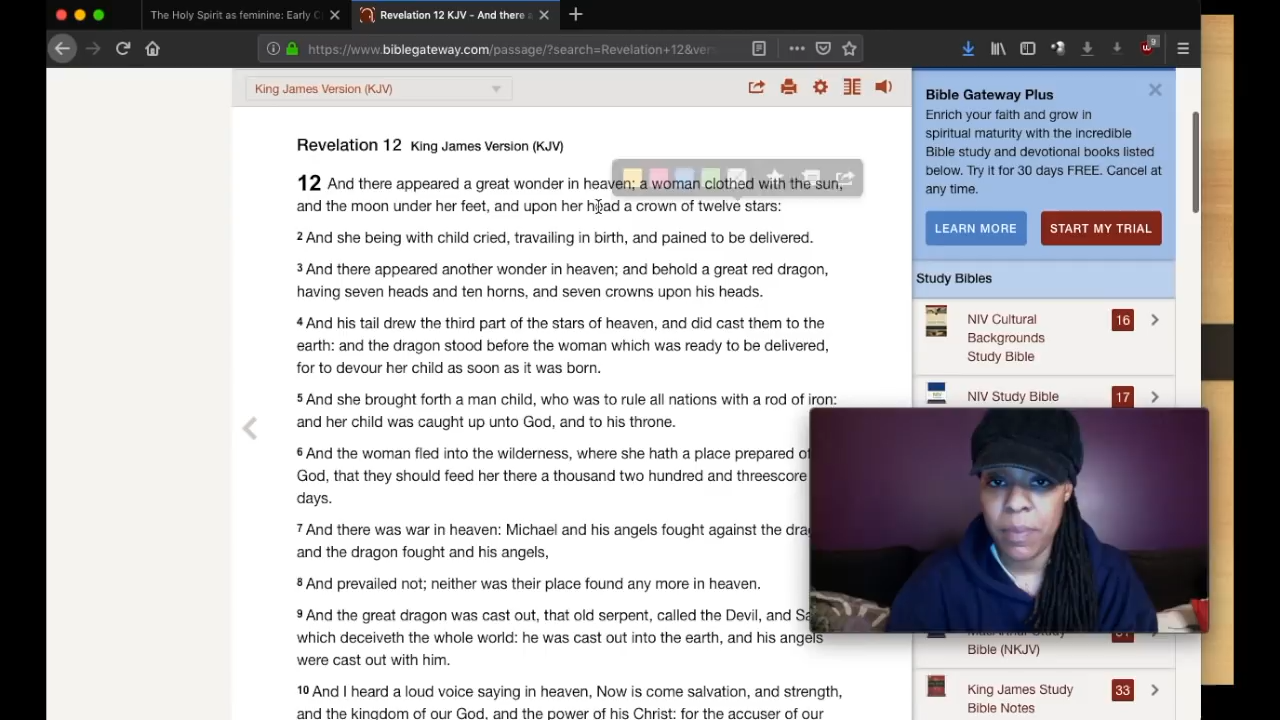 The Holy Spirit as feminine: Early C
Revelation 12 KJV - And there a
https://www.biblegateway.com/passage/?search=Revelation+12&ver
9
King James Version (KJV)
Revelation 12 King James Version (KJV)
12 And there appeared a great wonder in heaven; a woman clothed with the sun,
and the moon under her feet, and upon her head a crown of twelve stars:
2 And she being with child cried, travailing in birth, and pained to be delivered.
3 And there appeared another wonder in heaven; and behold a great red dragon,
having seven heads and ten horns, and seven crowns upon his heads.
4 And his tail drew the third part of the stars of heaven, and did cast them to the
earth: and the dragon stood before the woman which was ready to be delivered,
for to devour her child as soon as it was born.
5 And she brought forth a man child, who was to rule all nations with a rod of iron:
and her child was caught up unto God, and to his throne.
6 And the woman fled into the wilderness, where she hath a place prepared of
God, that they should feed her there a thousand two hundred and threescore
days.
7 And there was war in heaven: Michael and his angels fought against the dra
and the dragon fought and his angels,
8 And prevailed not; neither was their place found any more in heaven.
9 And the great dragon was cast out, that old serpent, called the Devil, and Sa
which deceiveth the whole world: he was cast out into the earth, and his angels
were cast out with him.
10 And I heard a loud voice saying in heaven, Now is come salvation, and strength,
and the kingdom of our God, and the power of his Christ: for the accuser of our
Bible Gateway Plus
Enrich your faith and grow in
spiritual maturity with the incredible
Bible study and devotional books listed
below. Try it for 30 days FREE. Cancel at
any time.
LEARN MORE
START MY TRIAL
Study Bibles
NIV Cultural
Backgrounds
Study Bible
16
NIV Study Bible
17
Bible (NKJV)
King James Study
Bible Notes
33